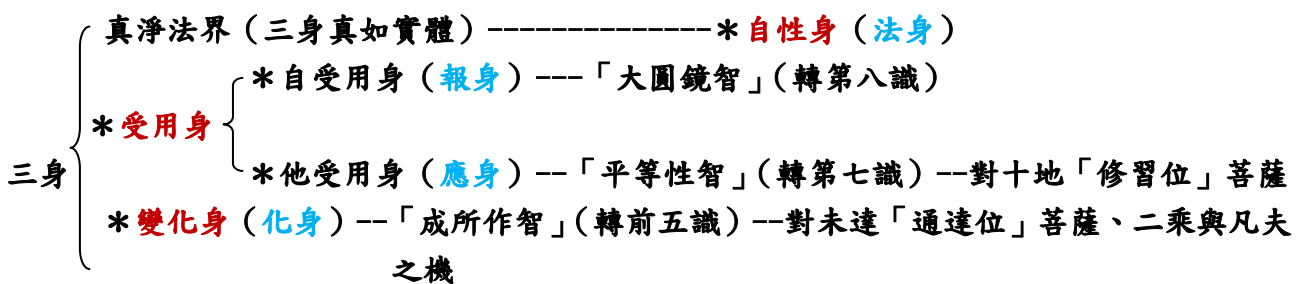 真淨法界（三身真如實體）--------------＊自性身（法身）
＊自受用身（報身）---「大圓鏡智」（轉第八識）
＊受用身
三身
＊他受用身（應身）--「平等性智」（轉第七識）--對十地「修習位」菩薩
＊變化身（化身）--「成所作智」（轉前五識）--對未達「通達位」菩薩、二乘與凡夫
之機